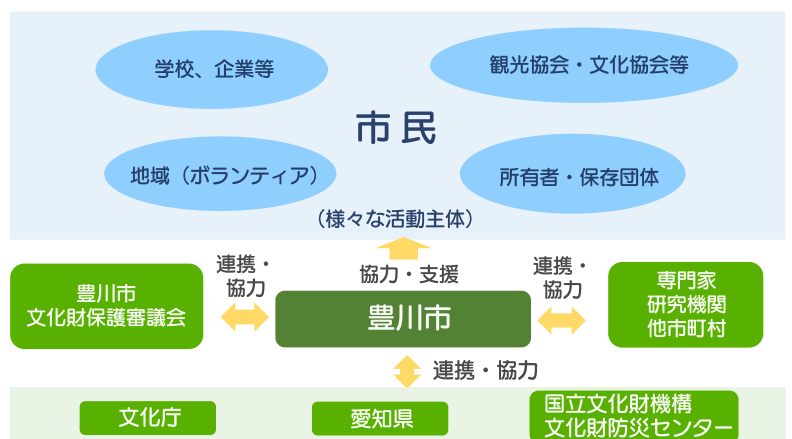 学校、企業等
観光協会・文化協会等
市民
地域（ボランティア）
所有者・保存団体
（様々な活動主体）
連携・
協力
協力・支援
連携・
協力
豊川市
文化財保護審議会
豊川市
専門家
研究機関
他市町村
連携・協力
文化庁
愛知県
国立文化財機構
文化財防災センター